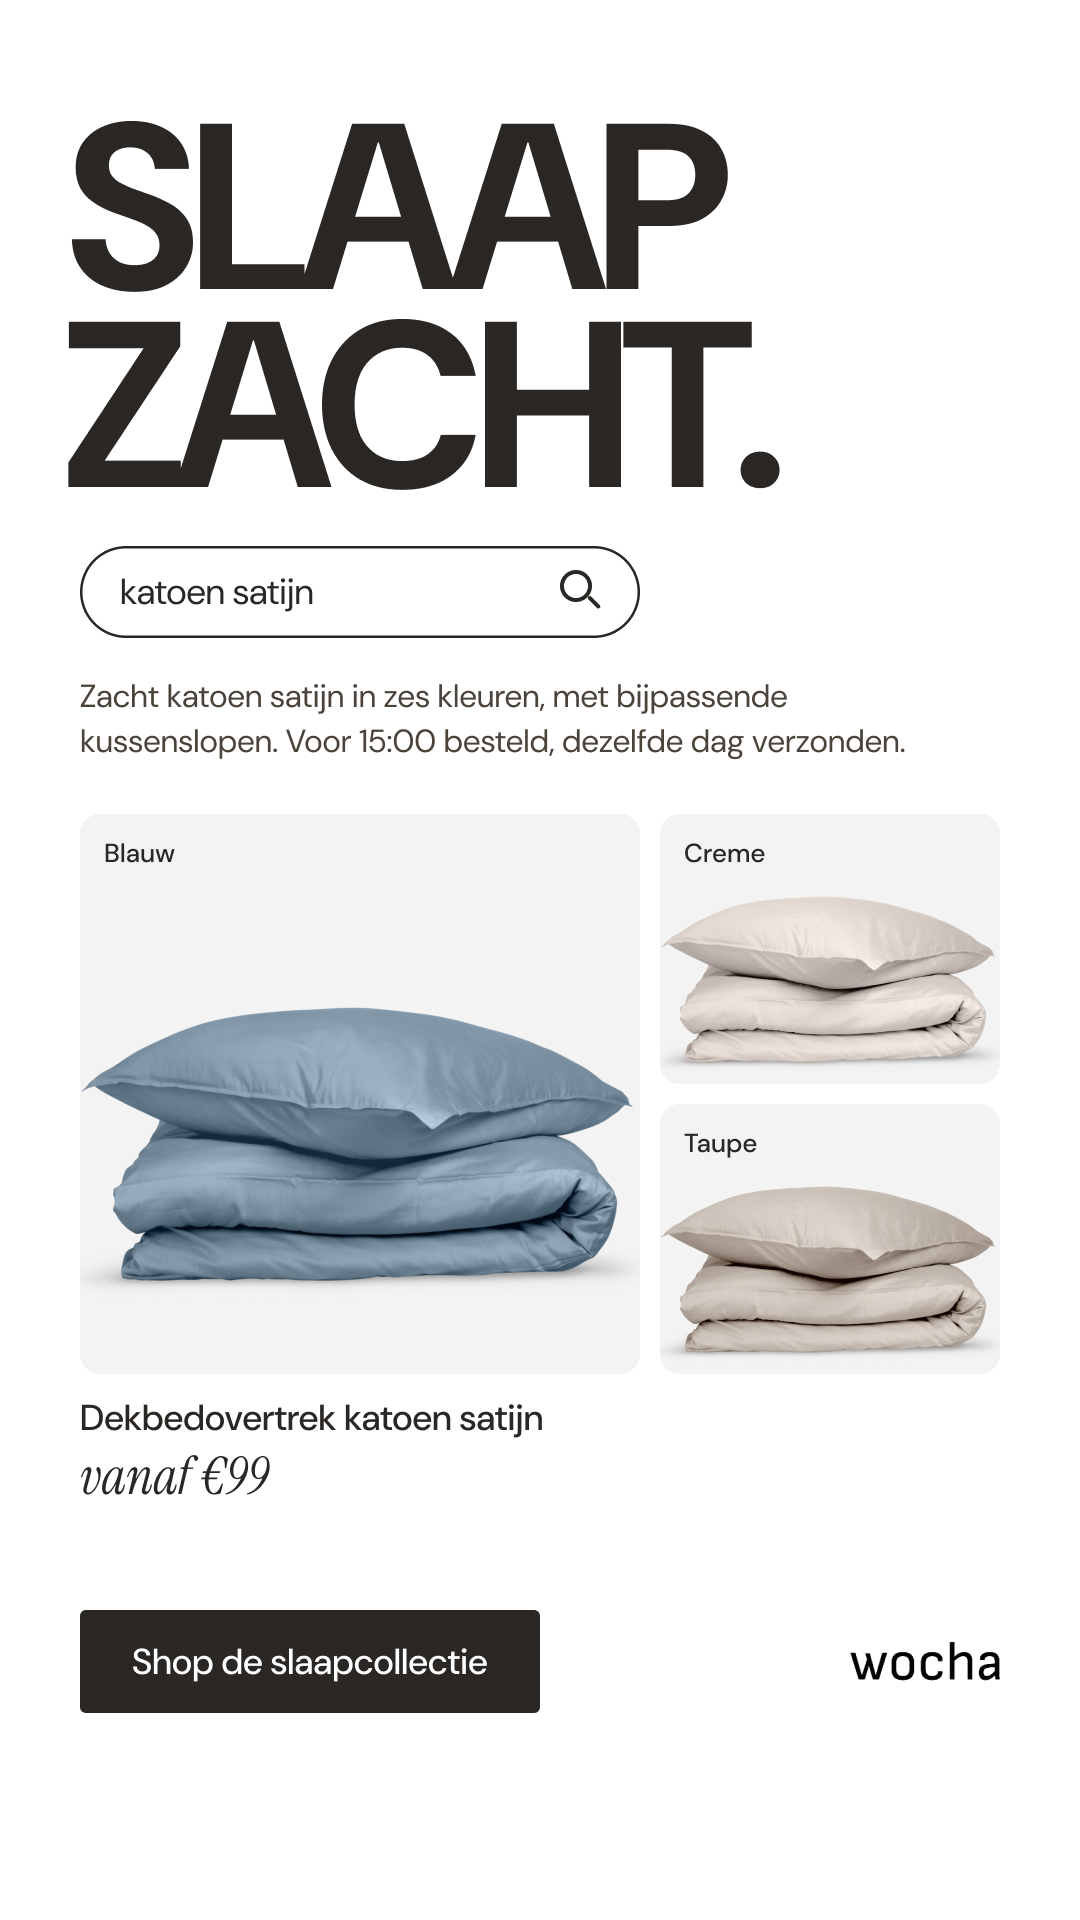 SLAAP
ZACHT.
katoen satijn
Zacht katoen satijn in zes kleuren, met bijpassende
kussenslopen. Voor 15:00 besteld, dezelfde dag verzonden.
Blauw
Creme
Taupe
Dekbedovertrek katoen satijn
vanaf €99
Shop de slaapcollectie
wocha